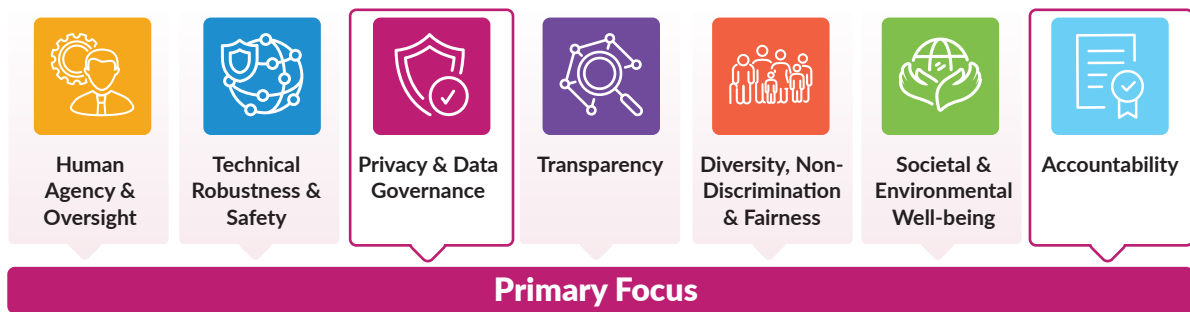 Human
Agency &
Oversight
Technical
Robustness &
Safety
Privacy & Data
Governance
Transparency
Diversity, Non-
Discrimination
& Fairness
Societal &
Environmental
Well-being
Accountability
Primary Focus